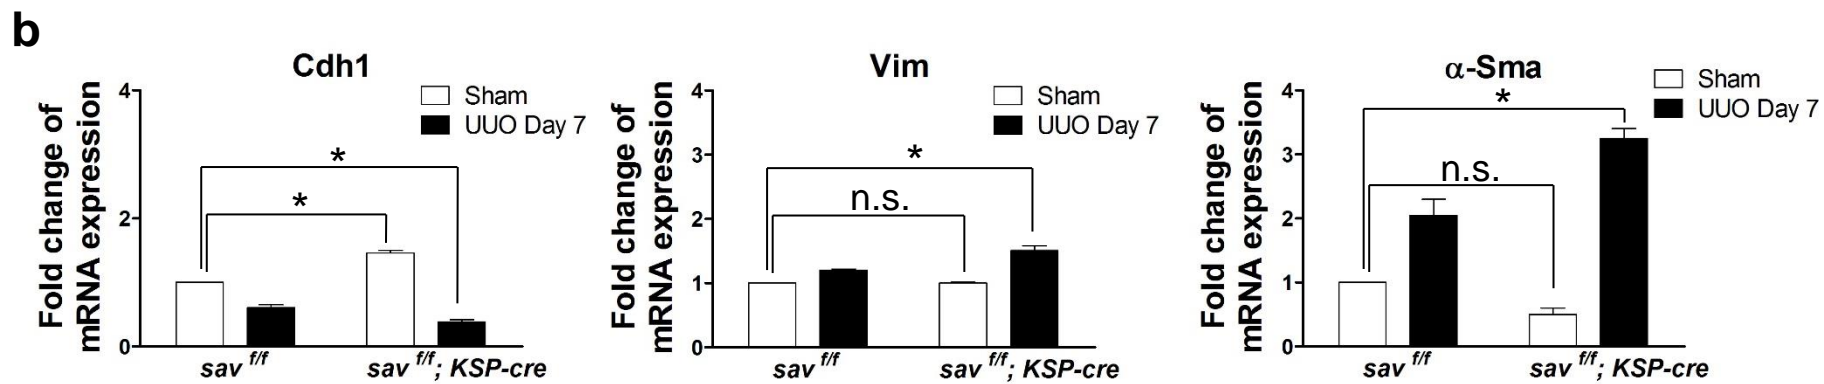 b
Cdh1
Fold change of
mRNA expression
4
2
0
Sham
UUO Day 7
*
*
sav f/f
sav f/f; KSP-cre
Vim
Fold change of
mRNA expression
4
3
2
1
0
Sham
UUO Day 7
*
n.s.
sav f/f
sav f/f; KSP-cre
α-Sma
Fold change of
mRNA expression
4
3
2
1
0
Sham
UUO Day 7
*
n.s.
sav f/f
sav f/f; KSP-cre